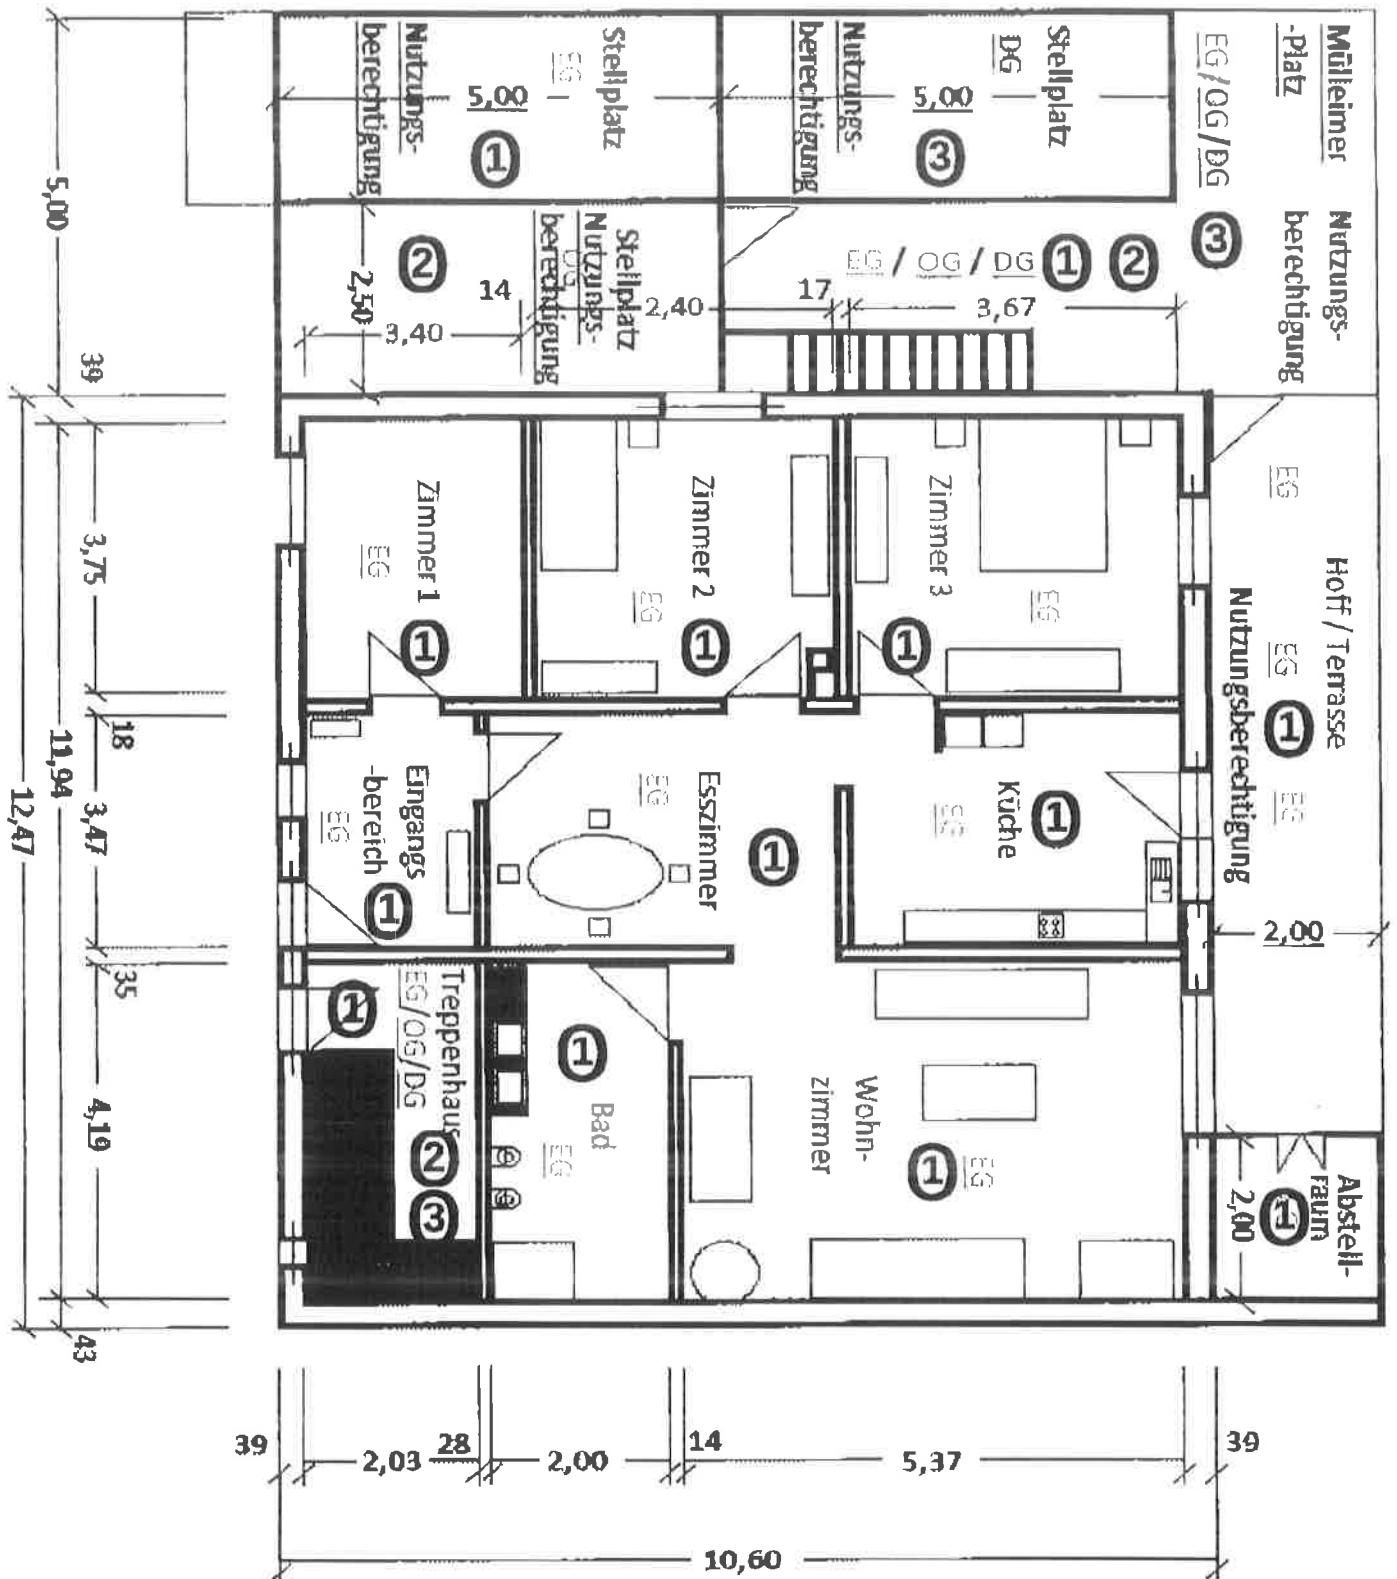 Mülleimer
-Platz
EG/OG/DG
Nutzungs-
berechtigung
3
Stellplatz
DG
5,00
3
Nutzungs-
berechtigung
Stellplatz
EG
5,00
1
Nutzungs-
berechtigung
EG / OG / DG 1 2
Stellplatz
OG
Nutzungs-
berechtigung
2
2,50
5,00
3,40
14
2,40
17
3,67
Zimmer 1
EG
1
Zimmer 2
EG
1
Zimmer 3
EG
1
EG
Hoff / Terrasse
EG
1
EG
Nutzungsberechtigung
2,00
Eingangs
-bereich
EG
1
Esszimmer
EG
1
Küche
EG
1
Treppenhaus
EG/OG/DG
1
2
3
Bad
EG
1
Wohn-
zimmer
EG
1
Abstell-
raum
1
2,00
39
3,75
18
3,47
35
4,19
43
11,94
12,47
39
2,03
28
2,00
14
5,37
39
10,60